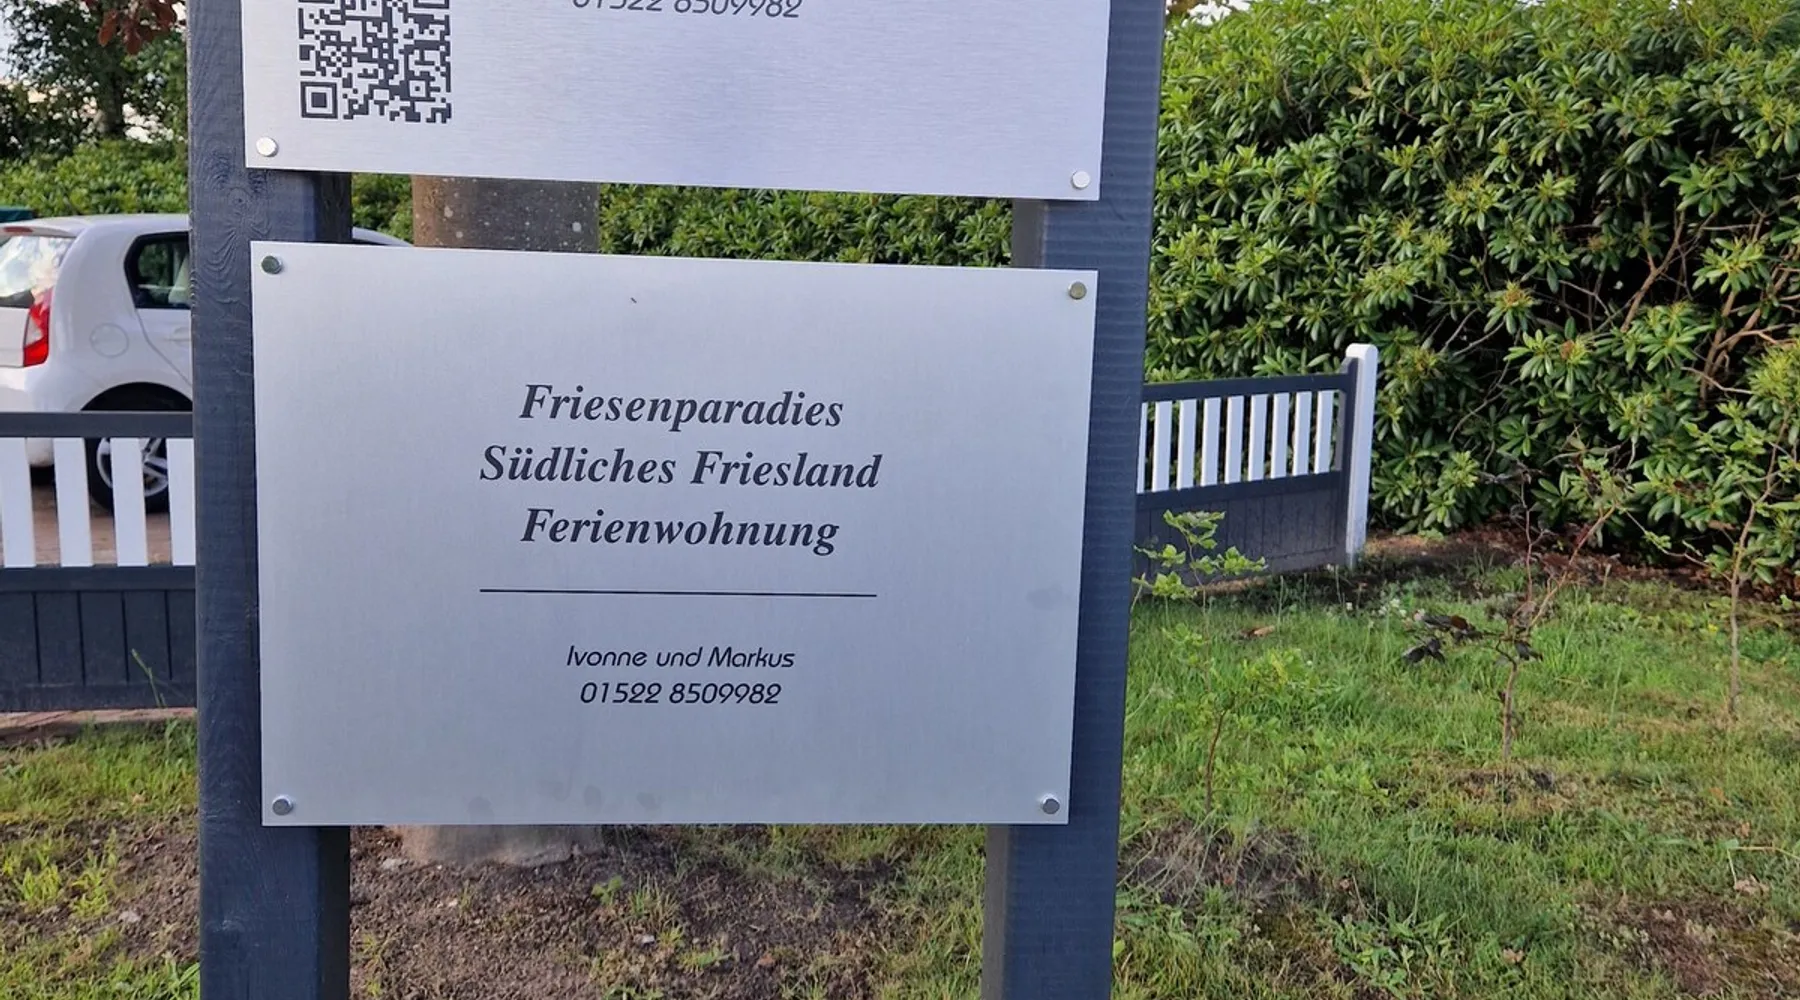 01522 8509982
Friesenparadies
Südliches Friesland
Ferienwohnung
Ivonne und Markus
01522 8509982